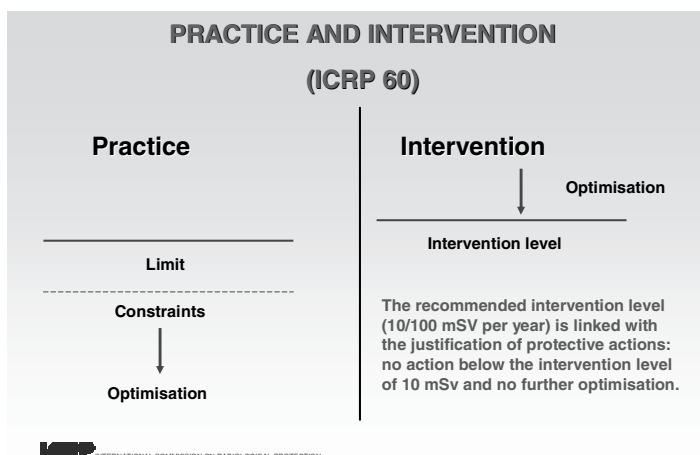 PRACTICE AND INTERVENTION
(ICRP 60)
Practice
Limit
Constraints
Optimisation
Intervention
Optimisation
Intervention level
The recommended intervention level
(10/100 mSV per year) is linked with
the justification of protective actions:
no action below the intervention level
of 10 mSv and no further optimisation.
INTERNATIONAL COMMISSION ON RADIOLOGICAL PROTECTION